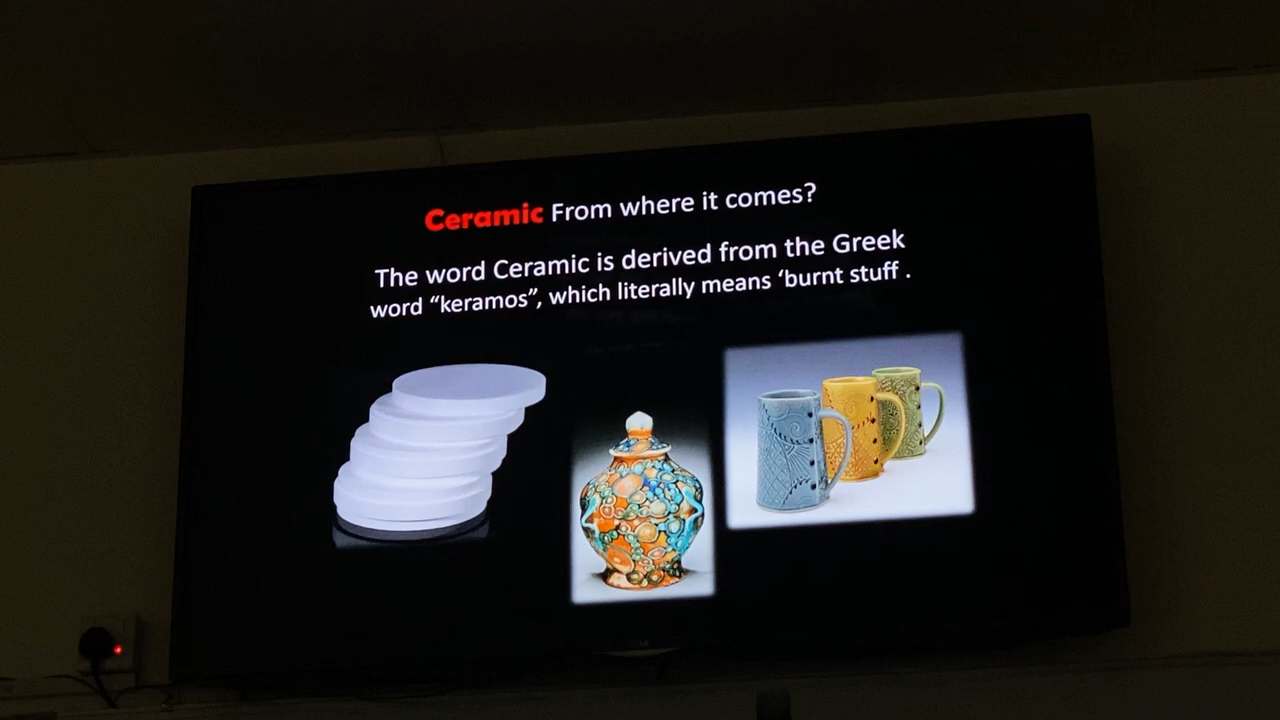 Ceramic From where it comes?
The word Ceramic is derived from the Greek
word “keramos”, which literally means ‘burnt stuff .